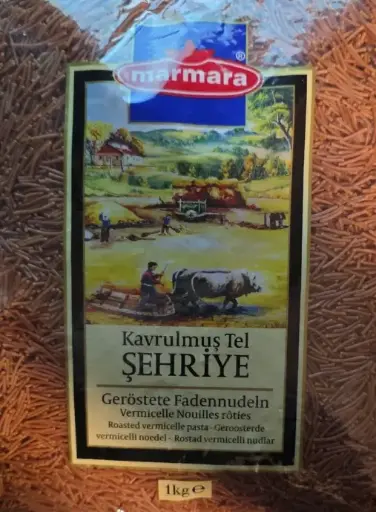 marmara
®
Kavrulmuş Tel
ŞEHRİYE
Geröstete Fadennudeln
Vermicelle Nouilles rôties
Roasted vermicelle pasta - Geroosterde
vermicelli noedel - Rostad vermicelli nudlar
1kg ℮